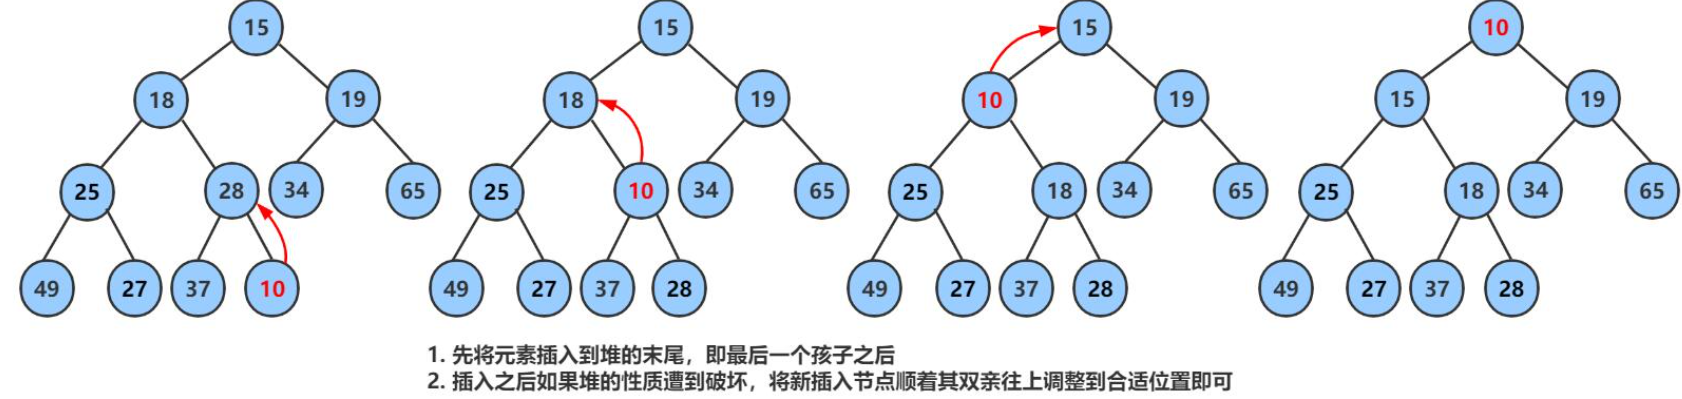 15 15 15 10
18 19 18 19 10 19 15 19
25 28 34 65 25 10 34 65 25 18 34 65 25 18 34 65
49 27 37 10 49 27 37 28 49 27 37 28 49 27 37 28
1. 先将元素插入到堆的末尾，即最后一个孩子之后
2. 插入之后如果堆的性质遭到破坏，将新插入节点顺着其双亲往上调整到合适位置即可